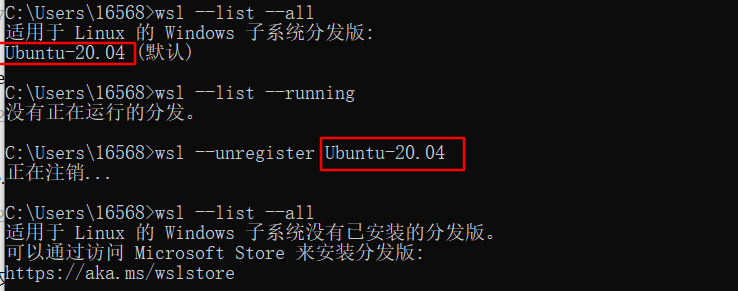 C:\Users\16568>wsl --list --all
适用于 Linux 的 Windows 子系统分发版:
Ubuntu-20.04 (默认)
C:\Users\16568>wsl --list --running
没有正在运行的分发。
C:\Users\16568>wsl --unregister Ubuntu-20.04
正在注销...
C:\Users\16568>wsl --list --all
适用于 Linux 的 Windows 子系统没有已安装的分发版。
可以通过访问 Microsoft Store 来安装分发版:
https://aka.ms/wslstore